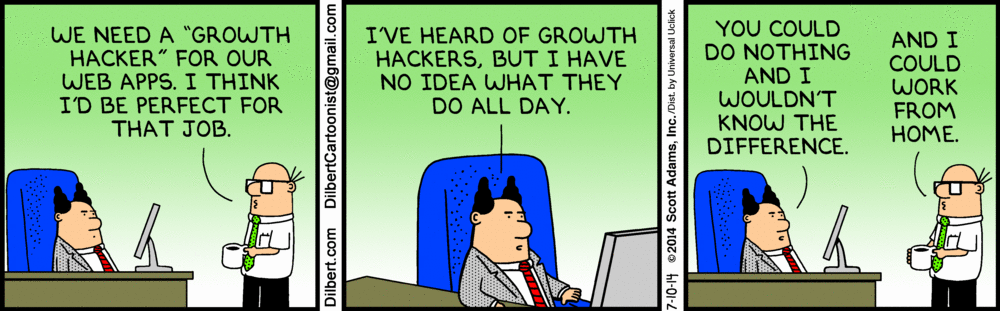 WE NEED A “GROWTH
HACKER” FOR OUR
WEB APPS. I THINK
I’D BE PERFECT FOR
THAT JOB.
Dilbert.com DilbertCartoonist@gmail.com
I’VE HEARD OF GROWTH
HACKERS, BUT I HAVE
NO IDEA WHAT THEY
DO ALL DAY.
7-10-14 ©2014 Scott Adams, Inc./Dist. by Universal Uclick
YOU COULD
DO NOTHING
AND I
WOULDN’T
KNOW THE
DIFFERENCE.
AND I
COULD
WORK
FROM
HOME.